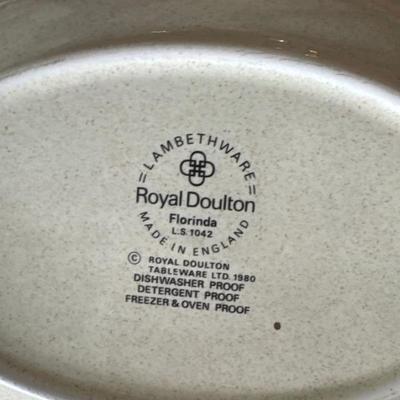 =LAMBETHWARE=
Royal Doulton
Florinda
L.S.1042
MADE IN ENGLAND
© ROYAL DOULTON
TABLEWARE LTD. 1980
DISHWASHER PROOF
DETERGENT PROOF
FREEZER & OVEN PROOF